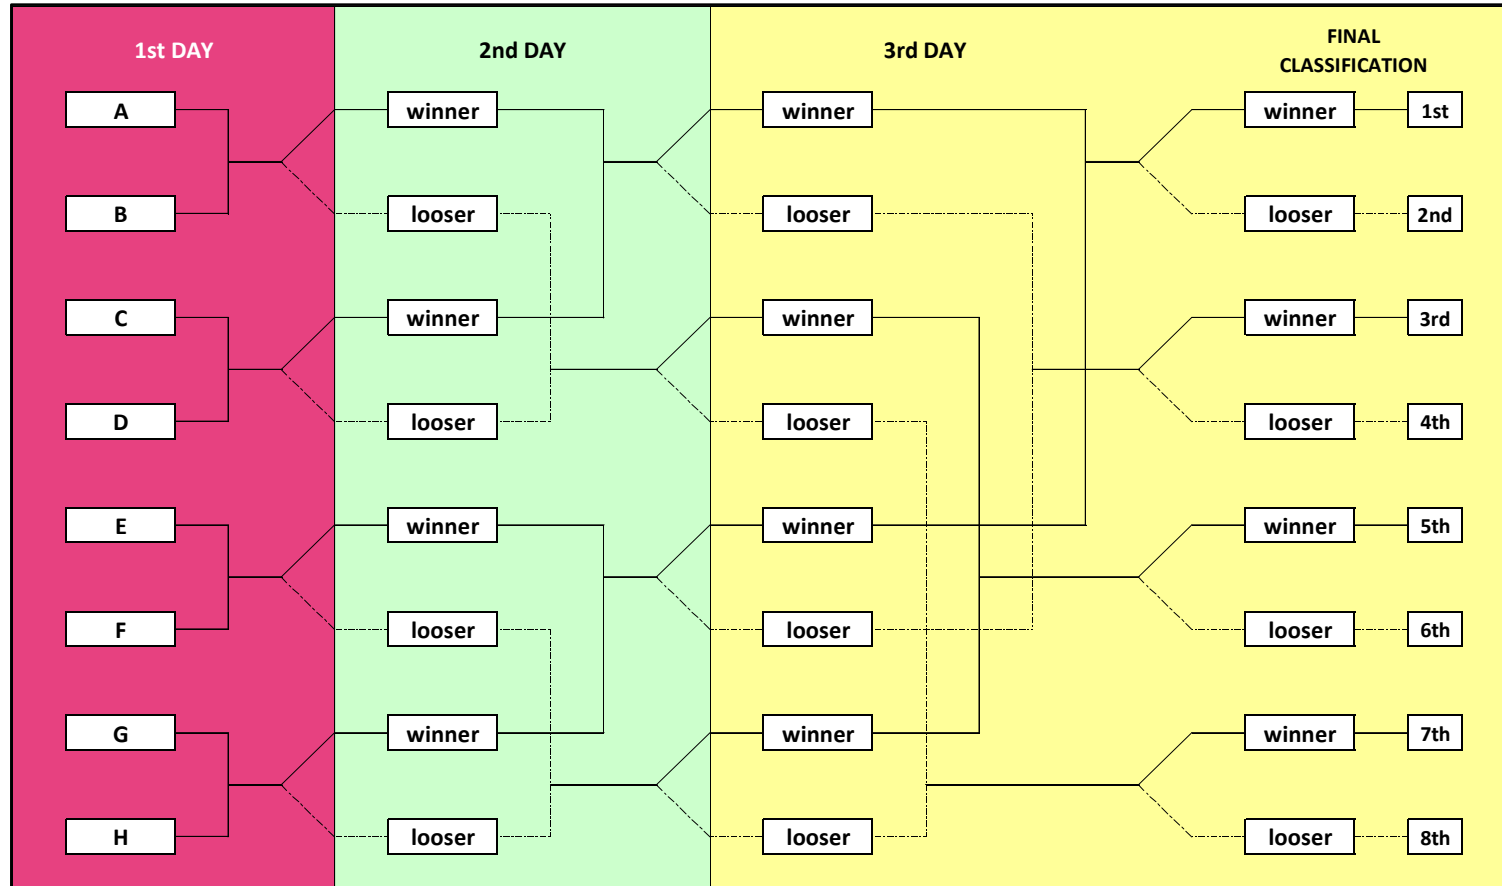 1st DAY 2nd DAY 3rd DAY FINAL
CLASSIFICATION
A winner winner winner 1st
B looser looser looser 2nd
C winner winner winner 3rd
D looser looser looser 4th
E winner winner winner 5th
F looser looser looser 6th
G winner winner winner 7th
H looser looser looser 8th